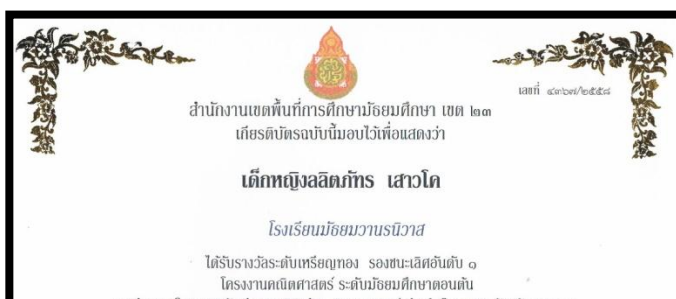 เลขที่ ๔๓๖๗/๒๕๕๘
สำนักงานเขตพื้นที่การศึกษามัธยมศึกษา เขต ๒๓
เกียรติบัตรฉบับนี้มอบไว้เพื่อแสดงว่า
เด็กหญิงลลิตภัทร เสาวโค
โรงเรียนมัธยมวานรนิวาส
ได้รับรางวัลระดับเหรียญทอง รองชนะเลิศอันดับ ๑
โครงงานคณิตศาสตร์ ระดับมัธยมศึกษาตอนต้น